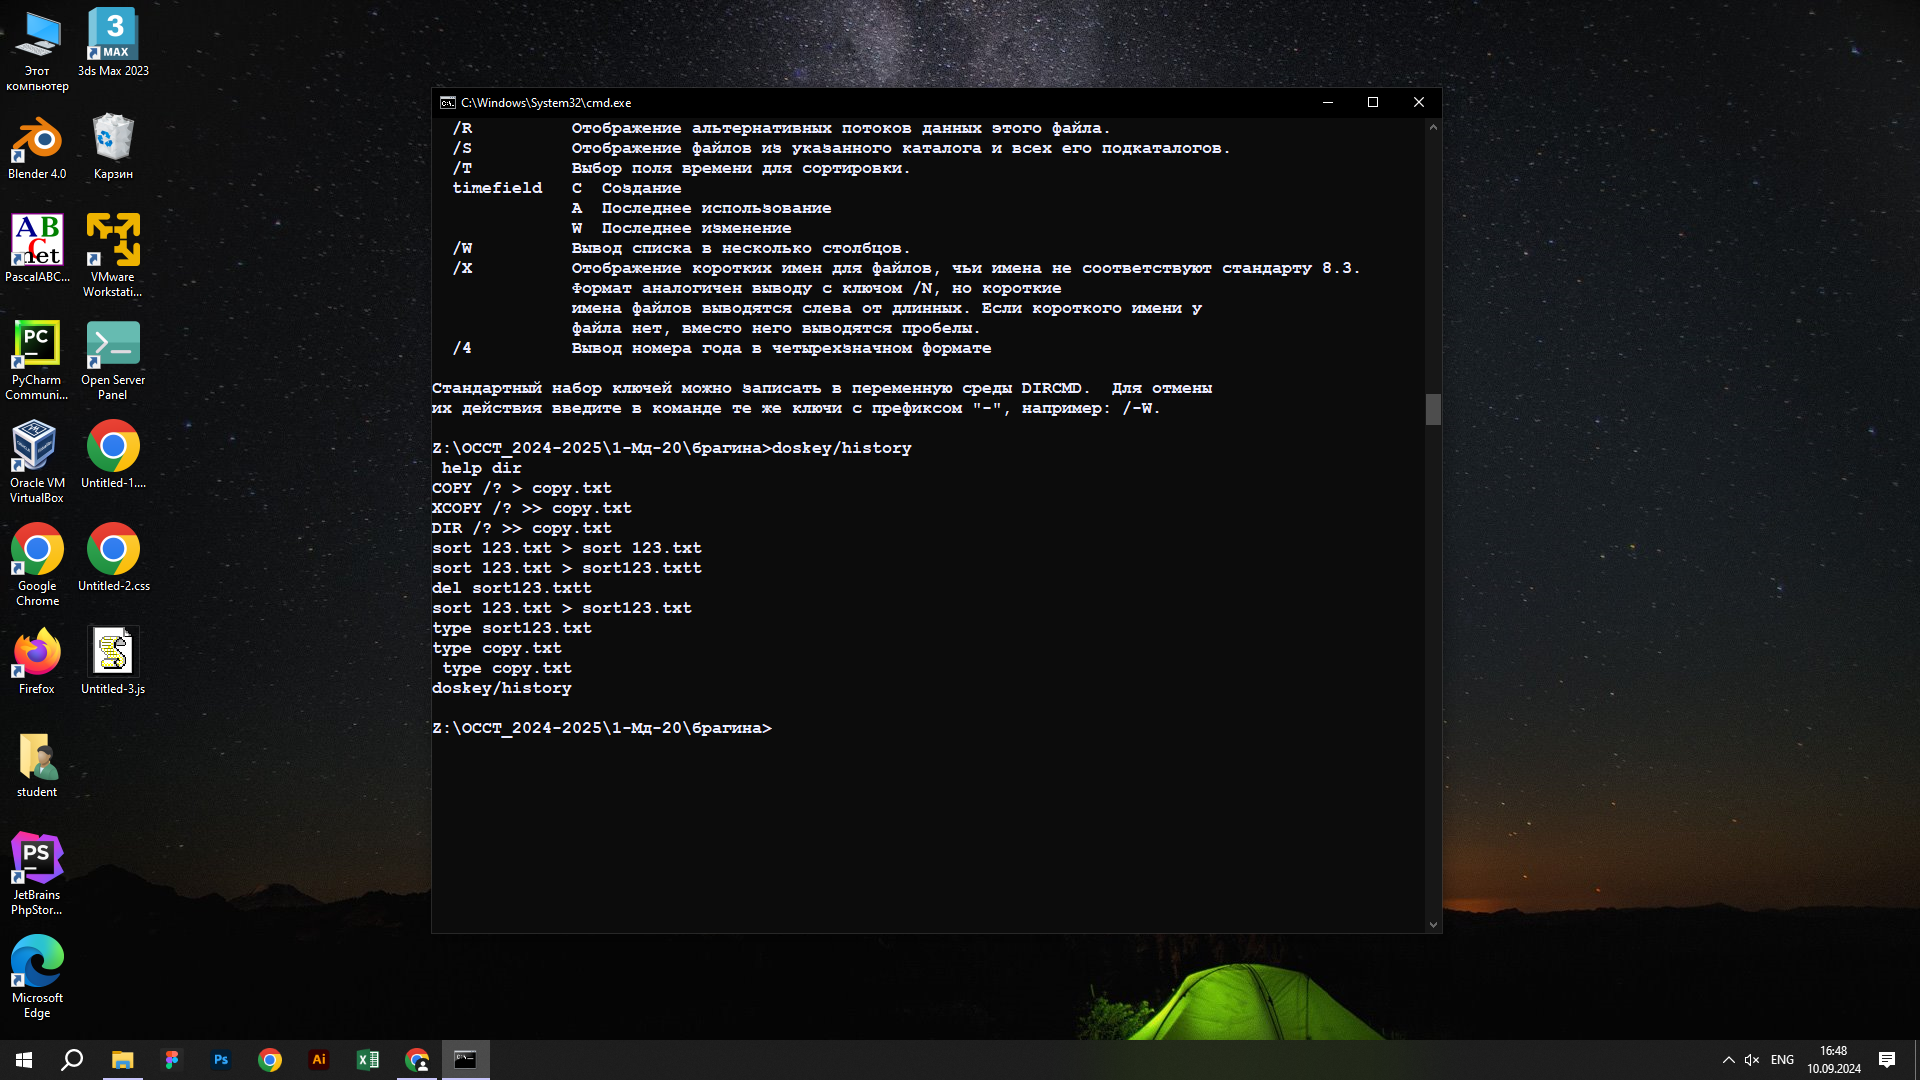 Этот
компьютер
3
MAX
3ds Max 2023
Blender 4.0
Карзин
AB
C
net
PascalABC...
VMware
Workstati...
PC
PyCharm
Communi...
Open Server
Panel
Oracle VM
VirtualBox
Untitled-1....
Google
Chrome
Untitled-2.css
Firefox
Untitled-3.js
student
PS
JetBrains
PhpStor...
Microsoft
Edge
C:\Windows\System32\cmd.exe
/R Отображение альтернативных потоков данных этого файла.
/S Отображение файлов из указанного каталога и всех его подкаталогов.
/T Выбор поля времени для сортировки.
timefield C Создание
A Последнее использование
W Последнее изменение
/W Вывод списка в несколько столбцов.
/X Отображение коротких имен для файлов, чьи имена не соответствуют стандарту 8.3.
Формат аналогичен выводу с ключом /N, но короткие
имена файлов выводятся слева от длинных. Если короткого имени у
файла нет, вместо него выводятся пробелы.
/4 Вывод номера года в четырехзначном формате
Стандартный набор ключей можно записать в переменную среды DIRCMD. Для отмены
их действия введите в команде те же ключи с префиксом "-", например: /-W.
Z:\ОССТ_2024-2025\1-Мд-20\брагина>doskey/history
help dir
COPY /? > copy.txt
XCOPY /? >> copy.txt
DIR /? >> copy.txt
sort 123.txt > sort 123.txt
sort 123.txt > sort123.txtt
del sort123.txtt
sort 123.txt > sort123.txt
type sort123.txt
type copy.txt
type copy.txt
doskey/history
Z:\ОССТ_2024-2025\1-Мд-20\брагина>
Ps
Ai
ENG
16:48
10.09.2024